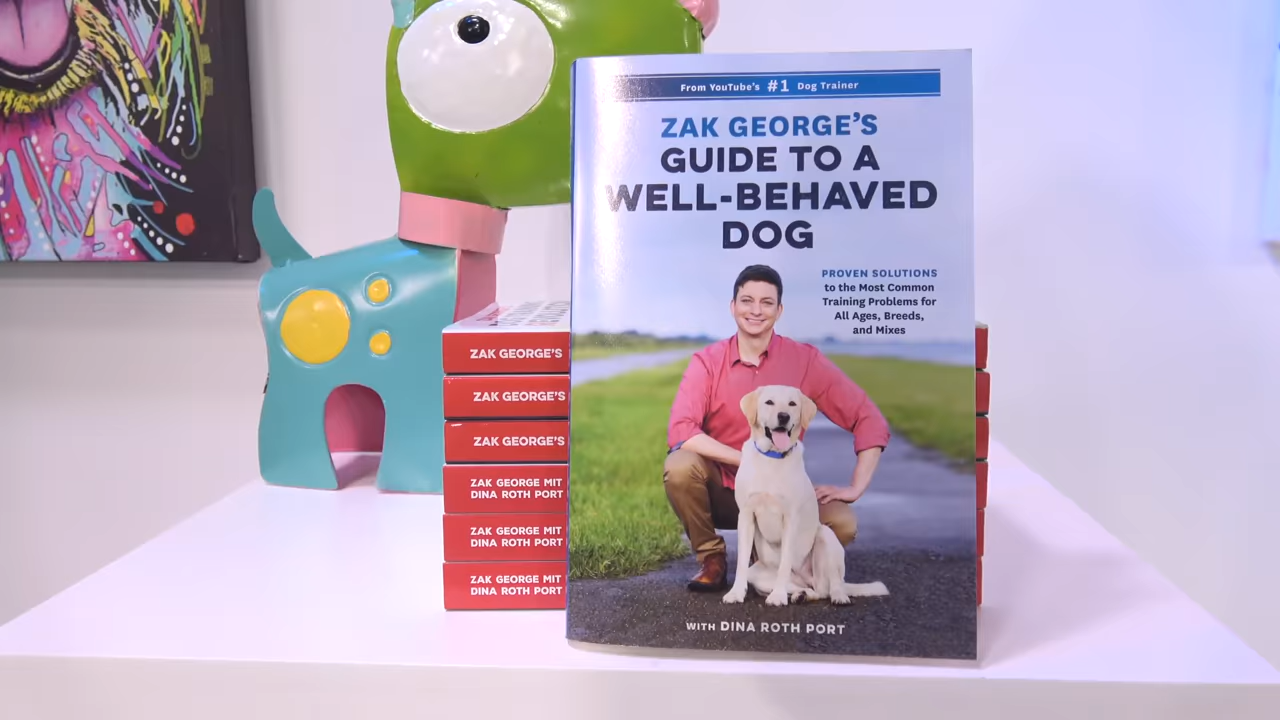 From YouTube's #1 Dog Trainer
ZAK GEORGE'S
GUIDE TO A
WELL-BEHAVED
DOG
PROVEN SOLUTIONS
to the Most Common
Training Problems for
All Ages, Breeds,
and Mixes
WITH DINA ROTH PORT
ZAK GEORGE'S
ZAK GEORGE'S
ZAK GEORGE'S
ZAK GEORGE MIT
DINA ROTH PORT
ZAK GEORGE MIT
DINA ROTH PORT
ZAK GEORGE MIT
DINA ROTH PORT